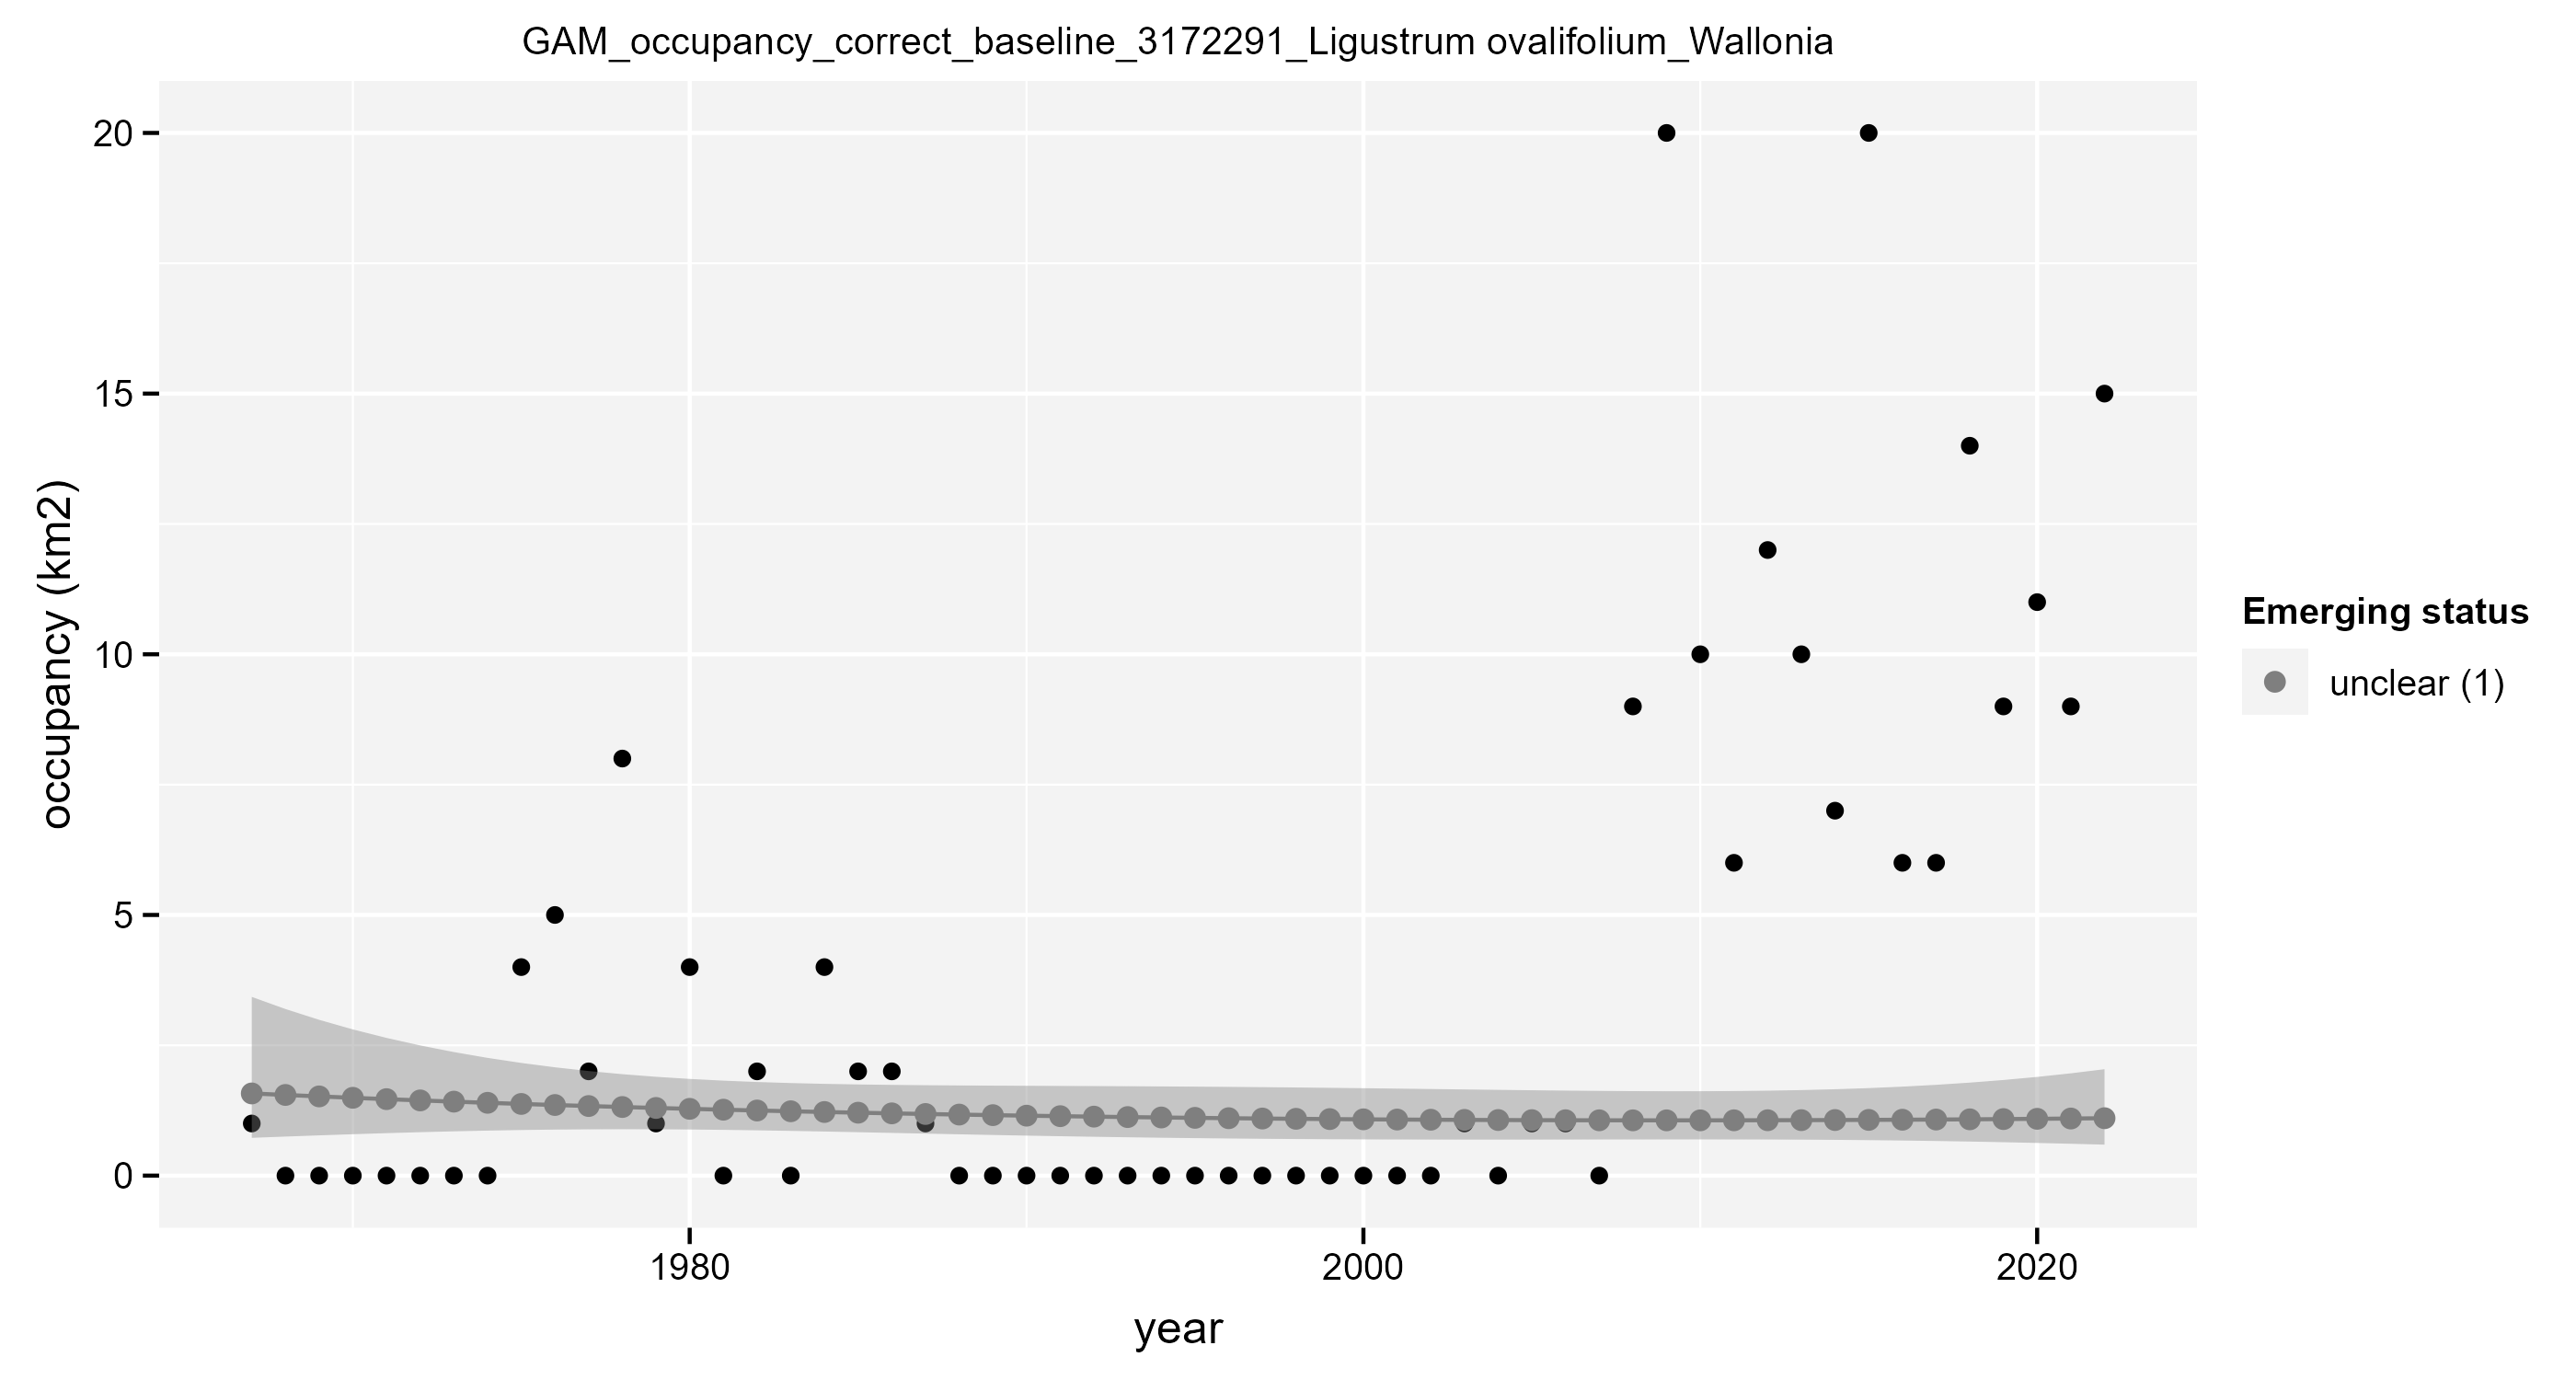 GAM_occupancy_correct_baseline_3172291_Ligustrum ovalifolium_Wallonia
20
15
10
5
0
occupancy (km2)
1980
2000
2020
year
Emerging status
unclear (1)